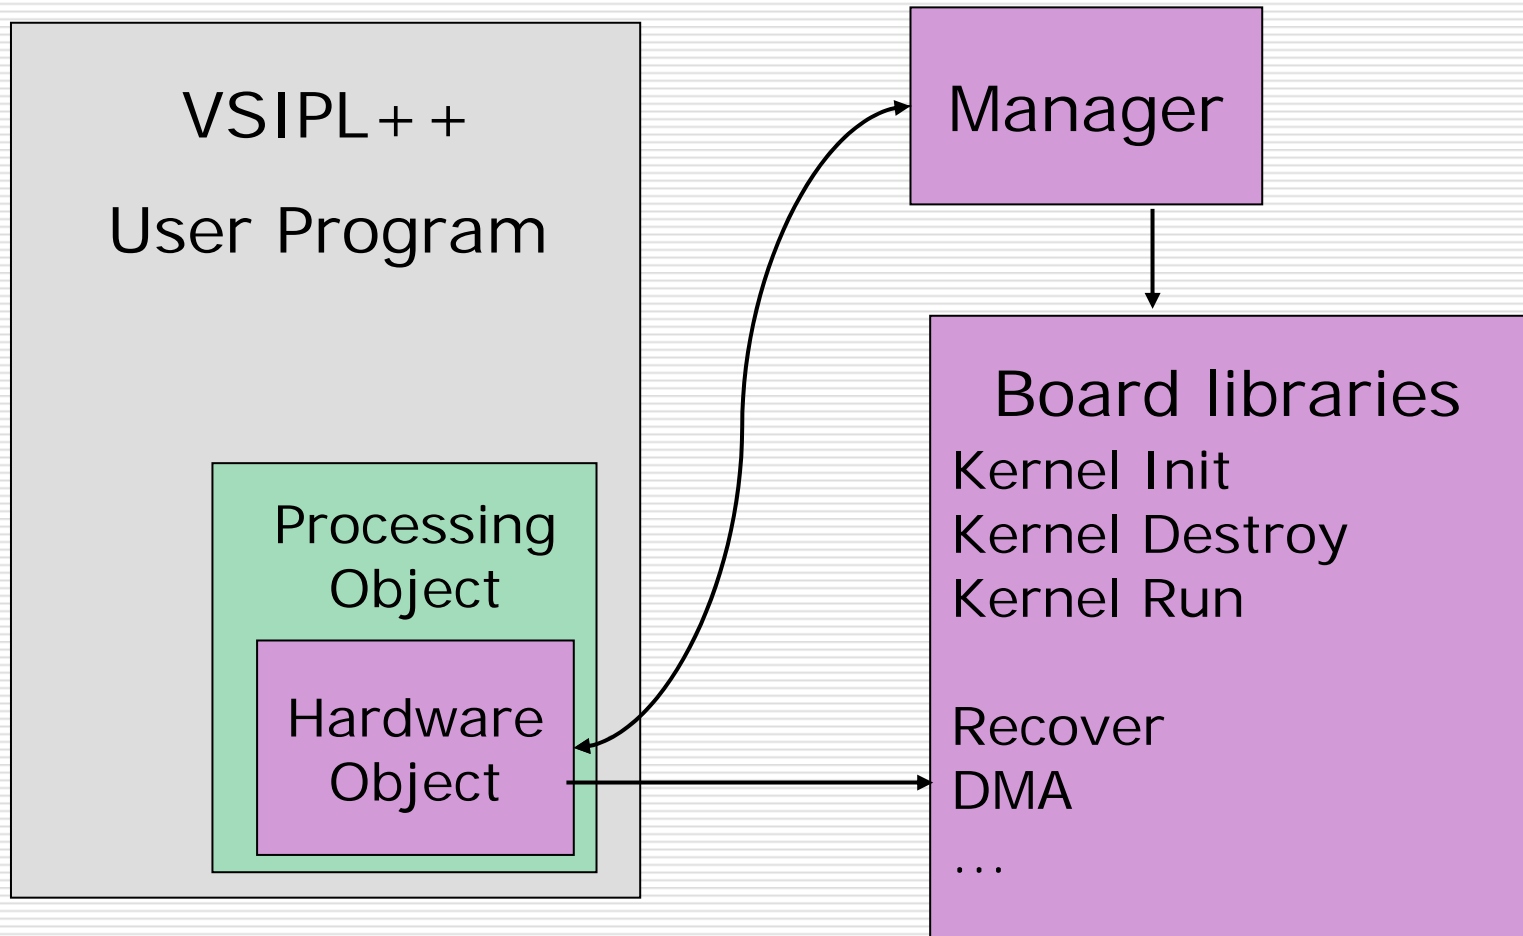 VSIPL++
User Program
Processing
Object
Hardware
Object
Manager
Board libraries
Kernel Init
Kernel Destroy
Kernel Run
Recover
DMA
...